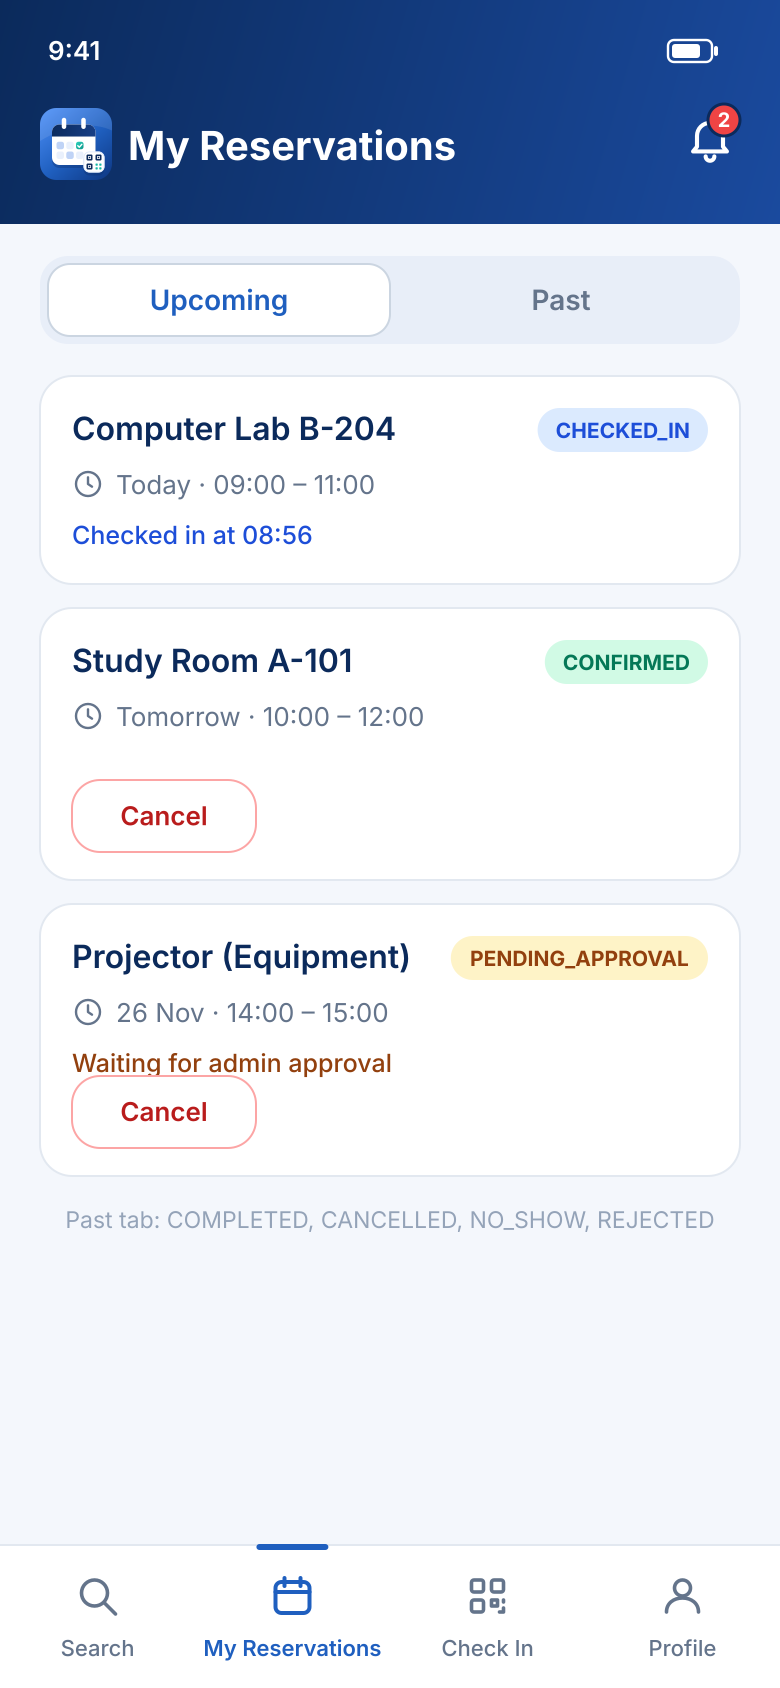 9:41
My Reservations
2
Upcoming
Past
Computer Lab B-204
CHECKED_IN
Today · 09:00 – 11:00
Checked in at 08:56
Study Room A-101
CONFIRMED
Tomorrow · 10:00 – 12:00
Cancel
Projector (Equipment)
PENDING_APPROVAL
26 Nov · 14:00 – 15:00
Waiting for admin approval
Cancel
Past tab: COMPLETED, CANCELLED, NO_SHOW, REJECTED
Search
My Reservations
Check In
Profile